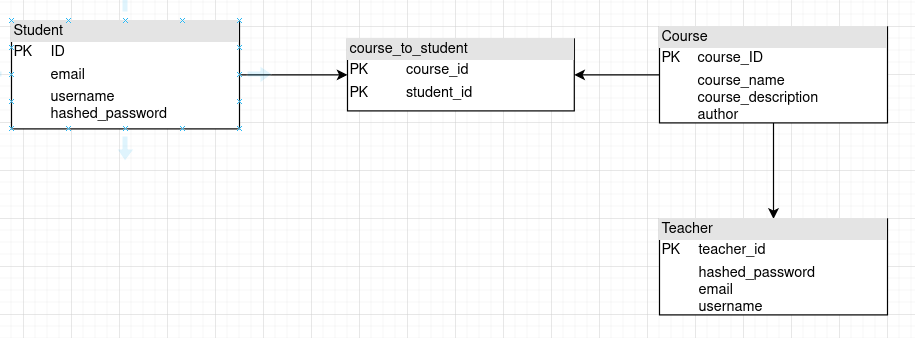 Student
PK ID
email
username
hashed_password
course_to_student
PK course_id
PK student_id
Course
PK course_ID
course_name
course_description
author
Teacher
PK teacher_id
hashed_password
email
username